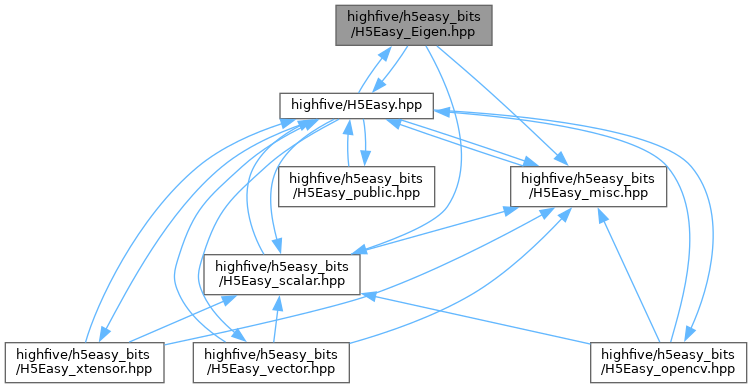 highfive/h5easy_bits
/H5Easy_Eigen.hpp
highfive/H5Easy.hpp
highfive/h5easy_bits
/H5Easy_public.hpp
highfive/h5easy_bits
/H5Easy_misc.hpp
highfive/h5easy_bits
/H5Easy_scalar.hpp
highfive/h5easy_bits
/H5Easy_xtensor.hpp
highfive/h5easy_bits
/H5Easy_vector.hpp
highfive/h5easy_bits
/H5Easy_opencv.hpp